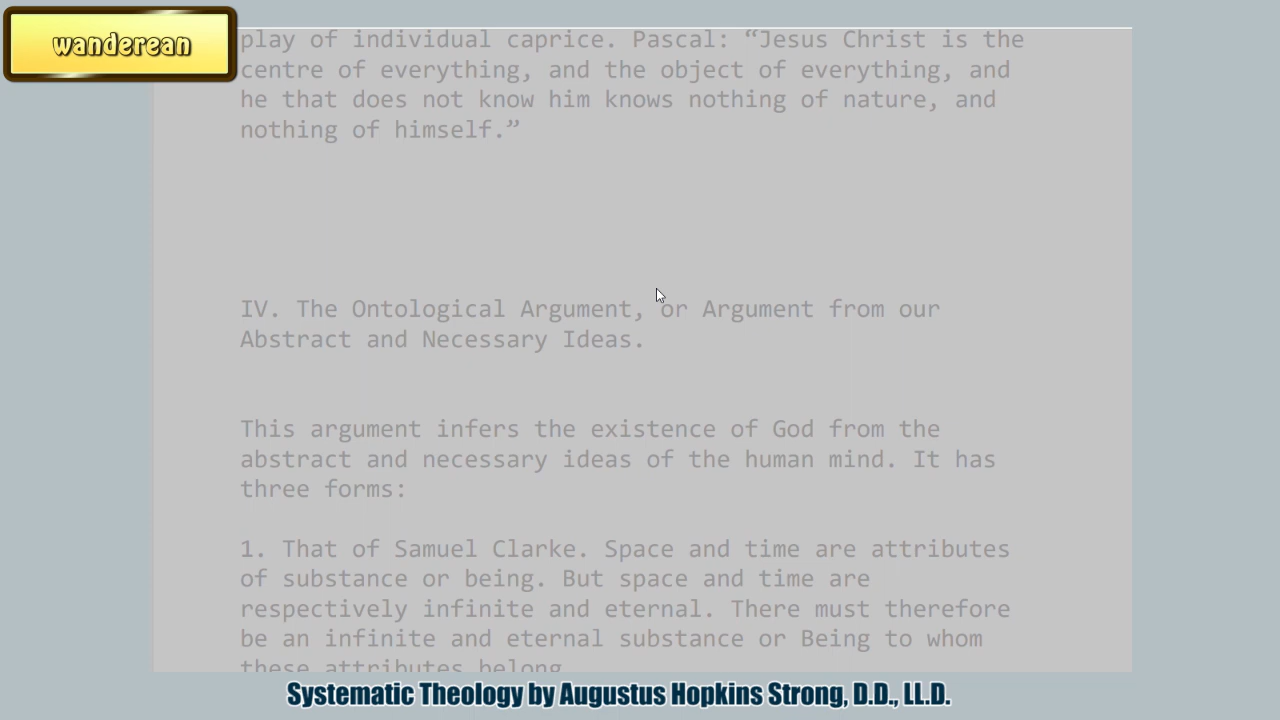 wanderean
play of individual caprice. Pascal: “Jesus Christ is the
centre of everything, and the object of everything, and
he that does not know him knows nothing of nature, and
nothing of himself.”
IV. The Ontological Argument, or Argument from our
Abstract and Necessary Ideas.
This argument infers the existence of God from the
abstract and necessary ideas of the human mind. It has
three forms:
1. That of Samuel Clarke. Space and time are attributes
of substance or being. But space and time are
respectively infinite and eternal. There must therefore
be an infinite and eternal substance or Being to whom
these attributes belong
Systematic Theology by Augustus Hopkins Strong, D.D., LL.D.